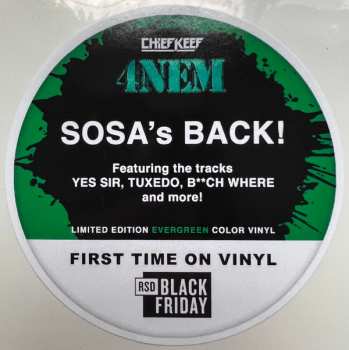 CHIEF KEEF
4NEM
SOSA's BACK!
Featuring the tracks
YES SIR, TUXEDO, B**CH WHERE
and more!
LIMITED EDITION EVERGREEN COLOR VINYL
FIRST TIME ON VINYL
RSD BLACK
FRIDAY